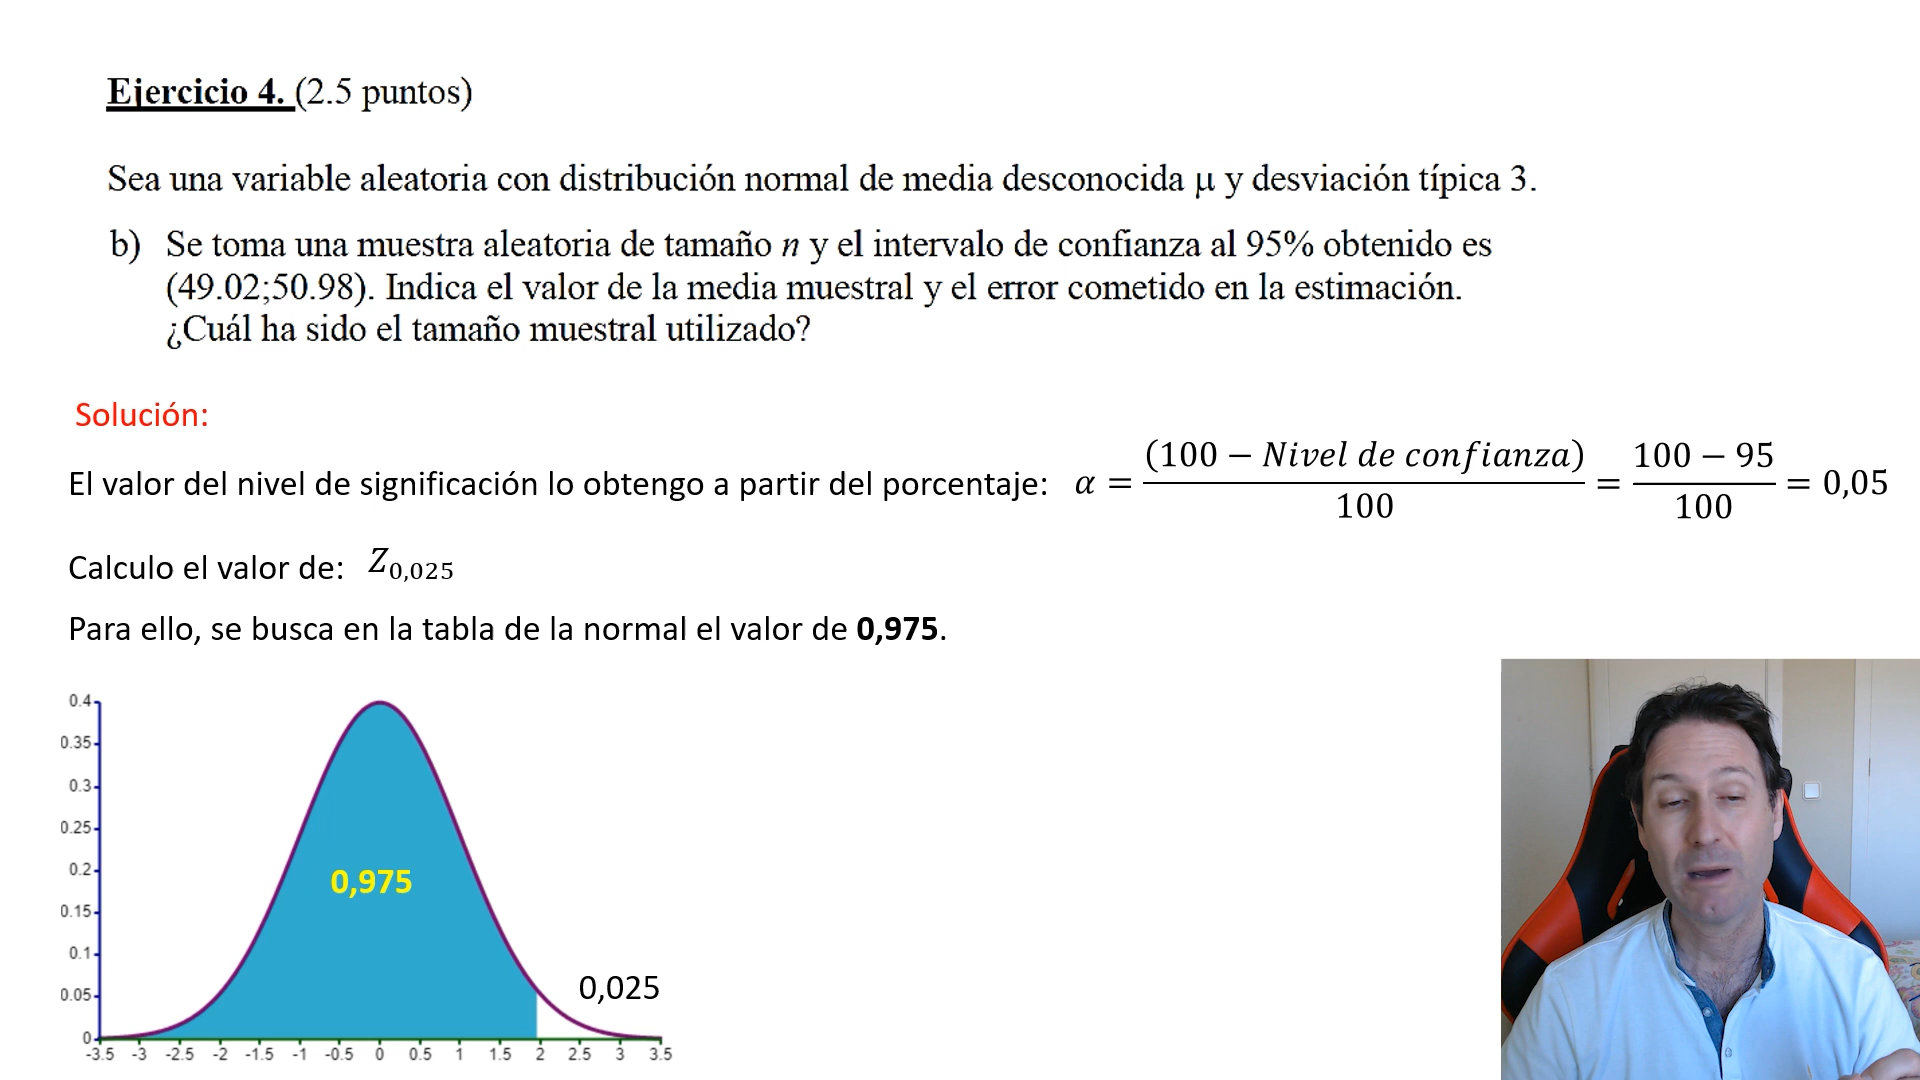 Ejercicio 4. (2.5 puntos)
Sea una variable aleatoria con distribución normal de media desconocida μ y desviación típica 3.
b) Se toma una muestra aleatoria de tamaño n y el intervalo de confianza al 95% obtenido es
(49.02;50.98). Indica el valor de la media muestral y el error cometido en la estimación.
¿Cuál ha sido el tamaño muestral utilizado?
Solución:
El valor del nivel de significación lo obtengo a partir del porcentaje: α = (100 − Nivel de confianza)/100 = (100 − 95)/100 = 0,05
Calculo el valor de: Z0,025
Para ello, se busca en la tabla de la normal el valor de 0,975.
0.4
0.35
0.3
0.25
0.2
0.15
0.1
0.05
0
0,975
0,025
-3.5 -3 -2.5 -2 -1.5 -1 -0.5 0 0.5 1 1.5 2 2.5 3 3.5